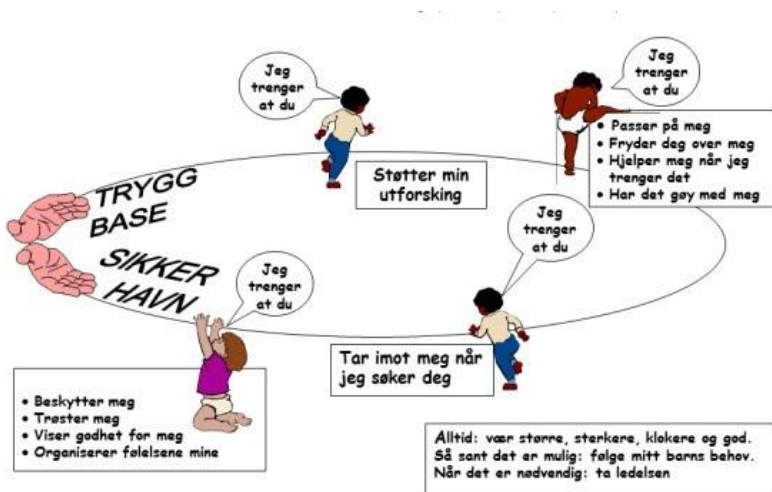 Jeg
trenger
at du
Jeg
trenger
at du
• Passer på meg
• Fryder deg over meg
• Hjelper meg når jeg
trenger det
• Har det gøy med meg
Støtter min
utforsking
TRYGG
BASE
SIKKER
HAVN
Jeg
trenger
at du
Jeg
trenger
at du
Tar imot meg når
jeg søker deg
• Beskytter meg
• Trøster meg
• Viser godhet for meg
• Organiserer følelsene mine
Alltid: vær større, sterkere, klokere og god.
Så sant det er mulig: følge mitt barns behov.
Når det er nødvendig: ta ledelsen